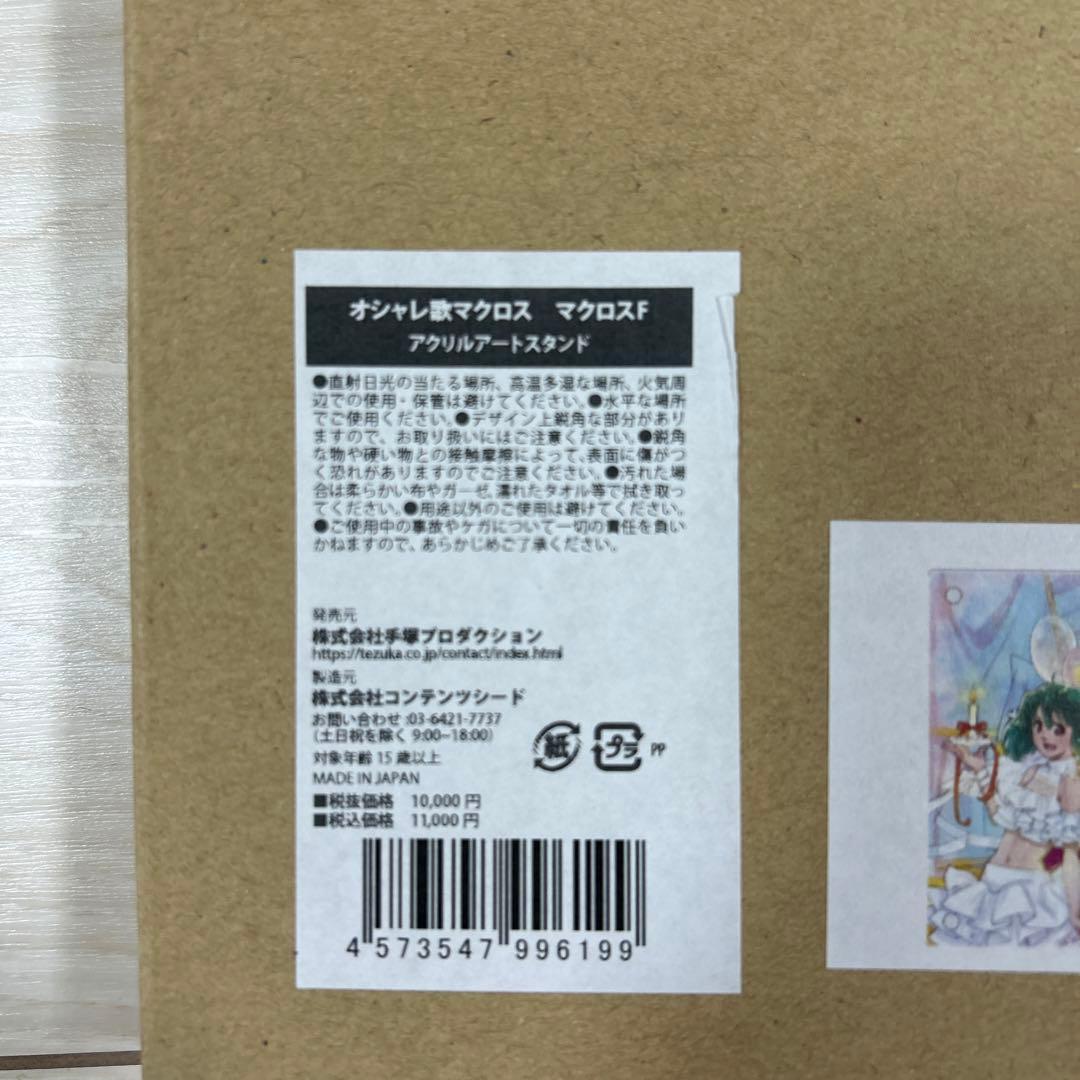 オシャレ歌マクロス　マクロスF
アクリルアートスタンド
●直射日光の当たる場所、高温多湿な場所、火気周
辺での使用・保管は避けてください。●水平な場所
でご使用ください。●デザイン上鋭角な部分があり
ますので、お取り扱いにはご注意ください。●鋭角
な物や硬い物との接触摩擦によって、表面に傷がつ
く恐れがありますのでご注意ください。●汚れた場
合は柔らかい布やガーゼ、濡れたタオル等で拭き取っ
てください。●用途以外のご使用は避けてください。
●ご使用中の事故やケガについて一切の責任を負い
かねますので、あらかじめご了承ください。
発売元
株式会社手塚プロダクション
https://tezuka.co.jp/contact/index.html
製造元
株式会社コンテンツシード
お問い合わせ:03-6421-7737
(土日祝を除く 9:00~18:00)
対象年齢 15 歳以上
MADE IN JAPAN
紙 プラ PP
■税抜価格 10,000 円
■税込価格 11,000 円
4 573547 996199